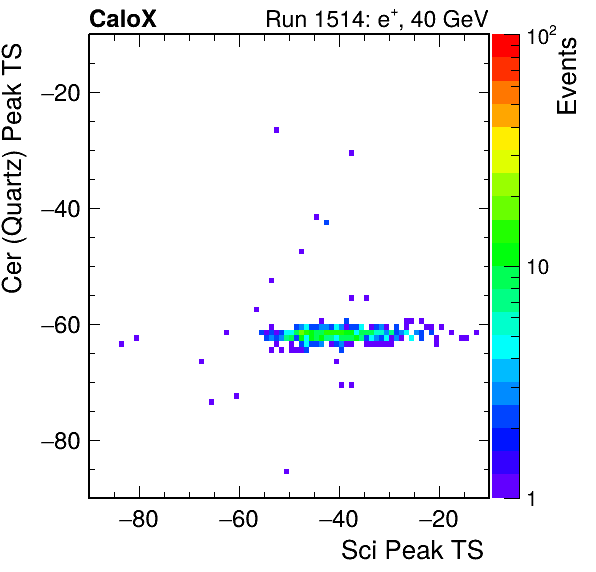 CaloX Run 1514: e⁺, 40 GeV
Cer (Quartz) Peak TS
−20
−40
−60
−80
−80 −60 −40 −20
Sci Peak TS
10²
10
1
Events